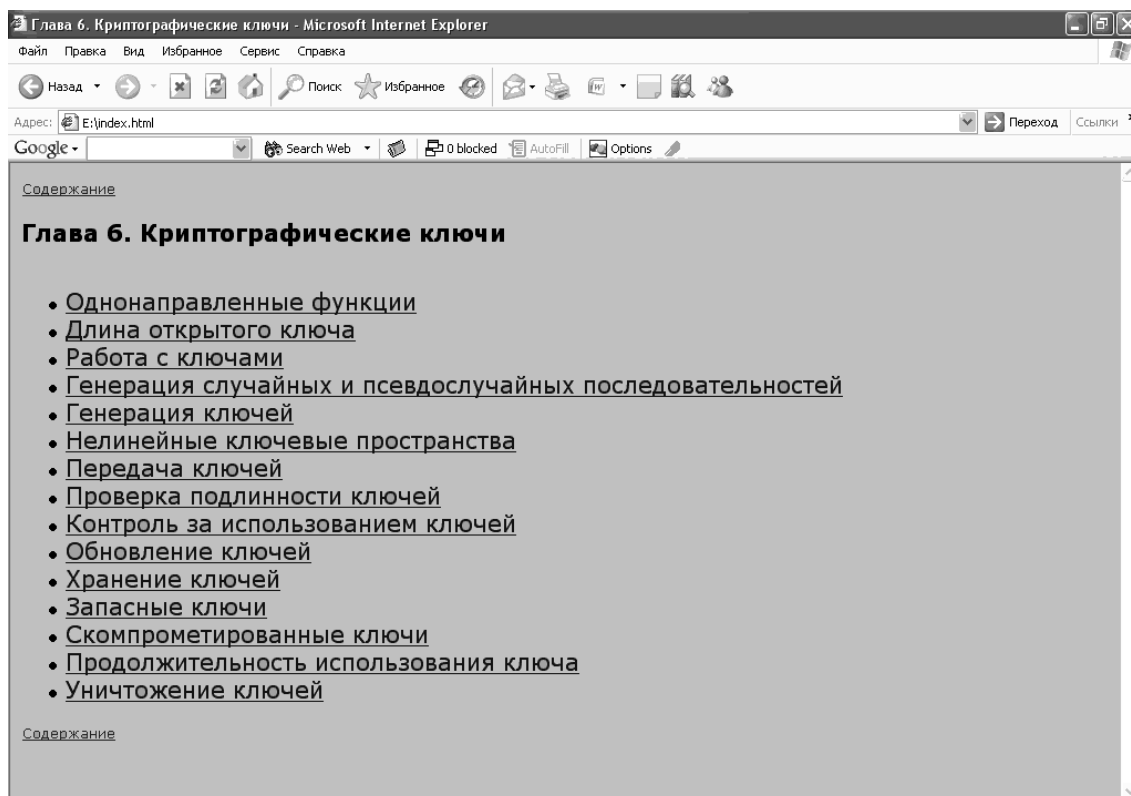 Глава 6. Криптографические ключи - Microsoft Internet Explorer
Файл Правка Вид Избранное Сервис Справка
Назад Поиск Избранное
Адрес: E:\index.html Переход Ссылки
Google Search Web 0 blocked AutoFill Options
Содержание
Глава 6. Криптографические ключи
• Однонаправленные функции
• Длина открытого ключа
• Работа с ключами
• Генерация случайных и псевдослучайных последовательностей
• Генерация ключей
• Нелинейные ключевые пространства
• Передача ключей
• Проверка подлинности ключей
• Контроль за использованием ключей
• Обновление ключей
• Хранение ключей
• Запасные ключи
• Скомпрометированные ключи
• Продолжительность использования ключа
• Уничтожение ключей
Содержание